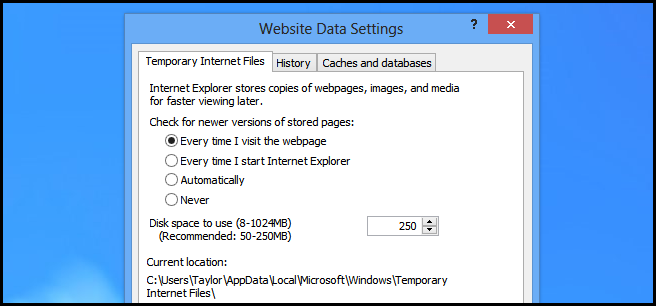 Website Data Settings
?
Temporary Internet Files
History
Caches and databases
Internet Explorer stores copies of webpages, images, and media
for faster viewing later.
Check for newer versions of stored pages:
Every time I visit the webpage
Every time I start Internet Explorer
Automatically
Never
Disk space to use (8-1024MB)
250
(Recommended: 50-250MB)
Current location:
C:\Users\Taylor\AppData\Local\Microsoft\Windows\Temporary
Internet Files\